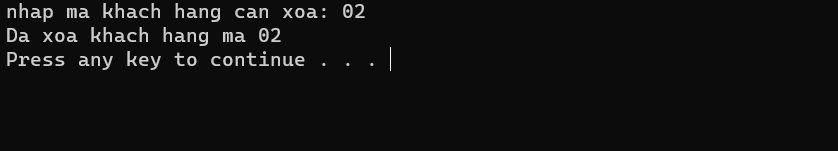 nhap ma khach hang can xoa: 02
Da xoa khach hang ma 02
Press any key to continue . . .